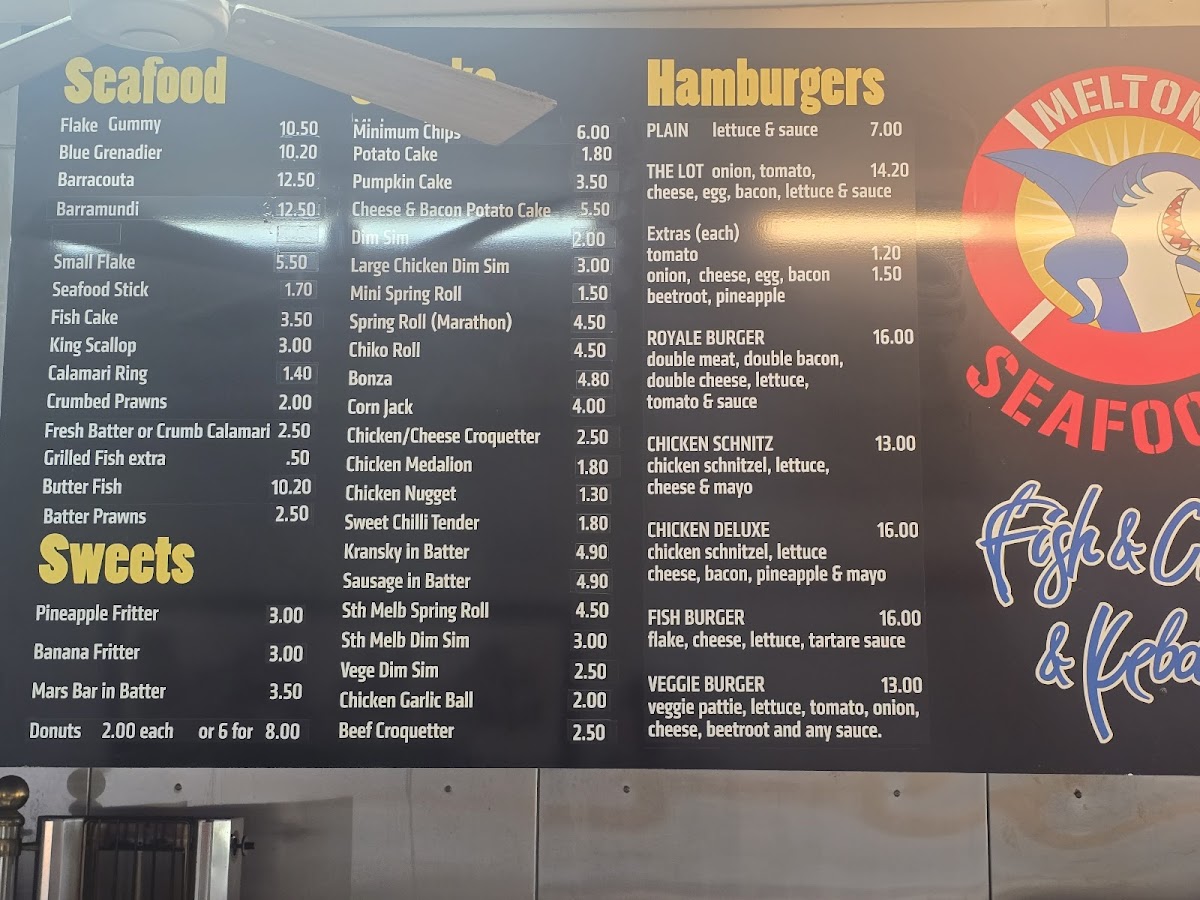 Seafood
Flake Gummy 10.50
Blue Grenadier 10.20
Barracouta 12.50
Barramundi 12.50
Small Flake 5.50
Seafood Stick 1.70
Fish Cake 3.50
King Scallop 3.00
Calamari Ring 1.40
Crumbed Prawns 2.00
Fresh Batter or Crumb Calamari 2.50
Grilled Fish extra .50
Butter Fish 10.20
Batter Prawns 2.50
Sweets
Pineapple Fritter 3.00
Banana Fritter 3.00
Mars Bar in Batter 3.50
Donuts 2.00 each or 6 for 8.00
Minimum Chips 6.00
Potato Cake 1.80
Pumpkin Cake 3.50
Cheese & Bacon Potato Cake 5.50
Dim Sim 2.00
Large Chicken Dim Sim 3.00
Mini Spring Roll 1.50
Spring Roll (Marathon) 4.50
Chiko Roll 4.50
Bonza 4.80
Corn Jack 4.00
Chicken/Cheese Croquetter 2.50
Chicken Medalion 1.80
Chicken Nugget 1.30
Sweet Chilli Tender 1.80
Kransky in Batter 4.90
Sausage in Batter 4.90
Sth Melb Spring Roll 4.50
Sth Melb Dim Sim 3.00
Vege Dim Sim 2.50
Chicken Garlic Ball 2.00
Beef Croquetter 2.50
Hamburgers
PLAIN lettuce & sauce 7.00
THE LOT onion, tomato, 14.20
cheese, egg, bacon, lettuce & sauce
Extras (each)
tomato 1.20
onion, cheese, egg, bacon 1.50
beetroot, pineapple
ROYALE BURGER 16.00
double meat, double bacon,
double cheese, lettuce,
tomato & sauce
CHICKEN SCHNITZ 13.00
chicken schnitzel, lettuce,
cheese & mayo
CHICKEN DELUXE 16.00
chicken schnitzel, lettuce
cheese, bacon, pineapple & mayo
FISH BURGER 16.00
flake, cheese, lettuce, tartare sauce
VEGGIE BURGER 13.00
veggie pattie, lettuce, tomato, onion,
cheese, beetroot and any sauce.
MELTON
SEAFO
Fish & C
& Keba